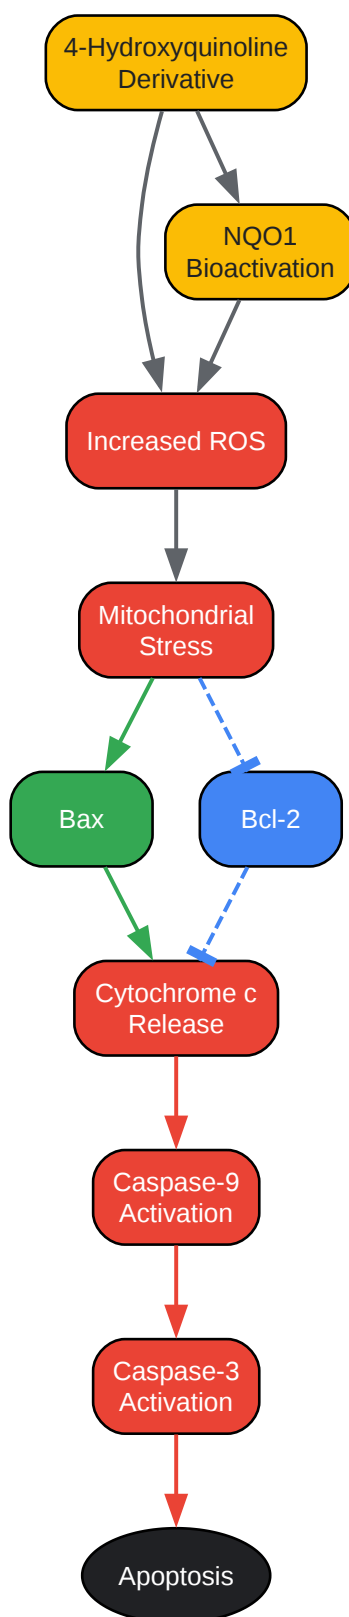 4-Hydroxyquinoline
Derivative
NQO1
Bioactivation
Increased ROS
Mitochondrial
Stress
Bax
Bcl-2
Cytochrome c
Release
Caspase-9
Activation
Caspase-3
Activation
Apoptosis